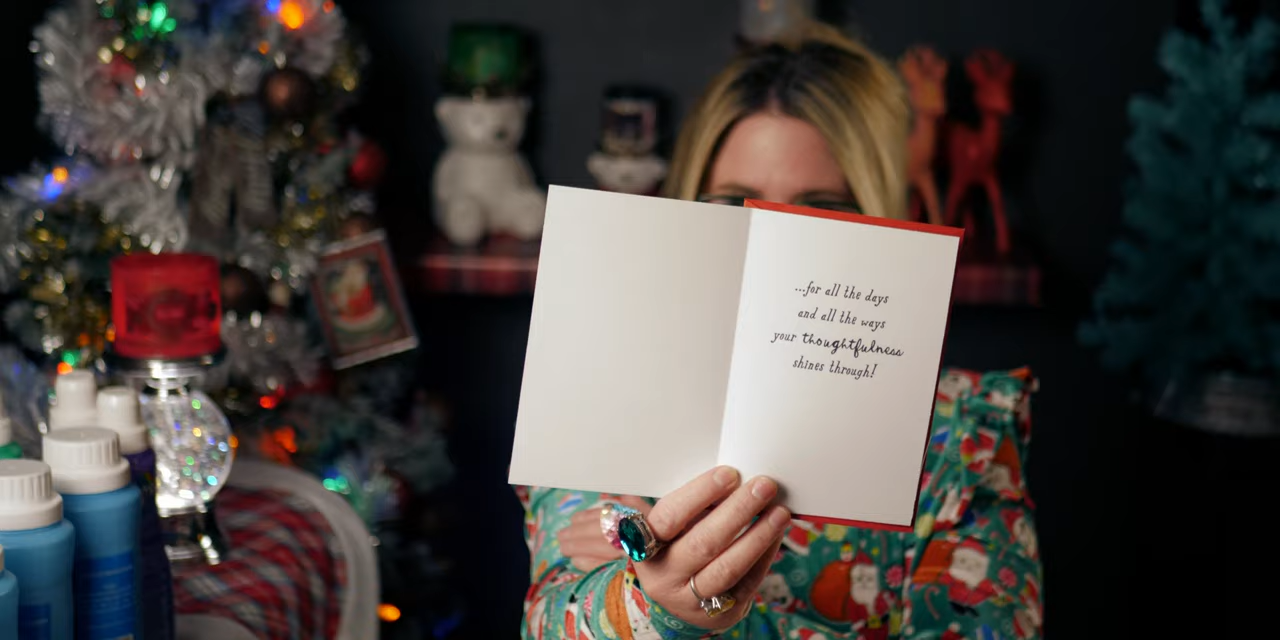 ...for all the days
and all the ways
your thoughtfulness
shines through!